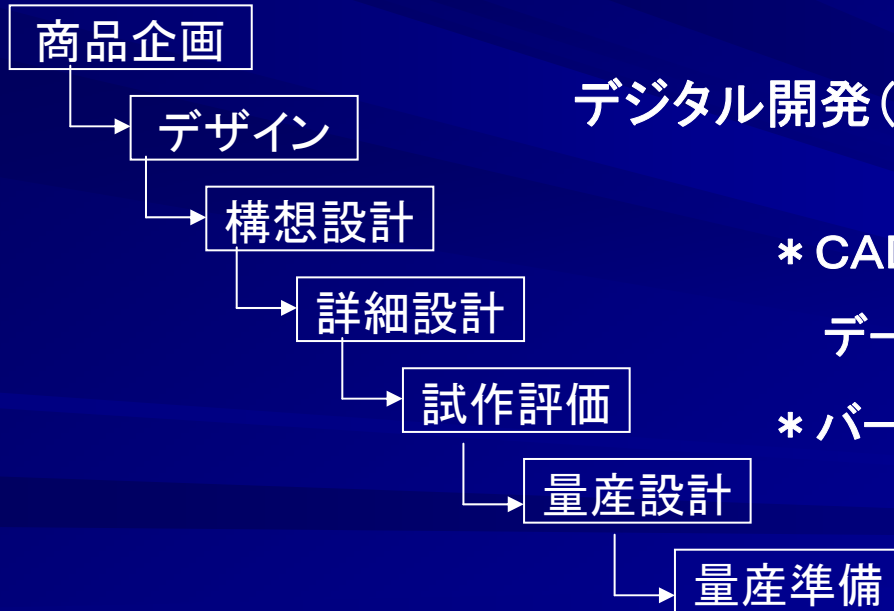 商品企画
デザイン
構想設計
詳細設計
試作評価
量産設計
量産準備
デジタル開発（
＊CA
デー
＊バー